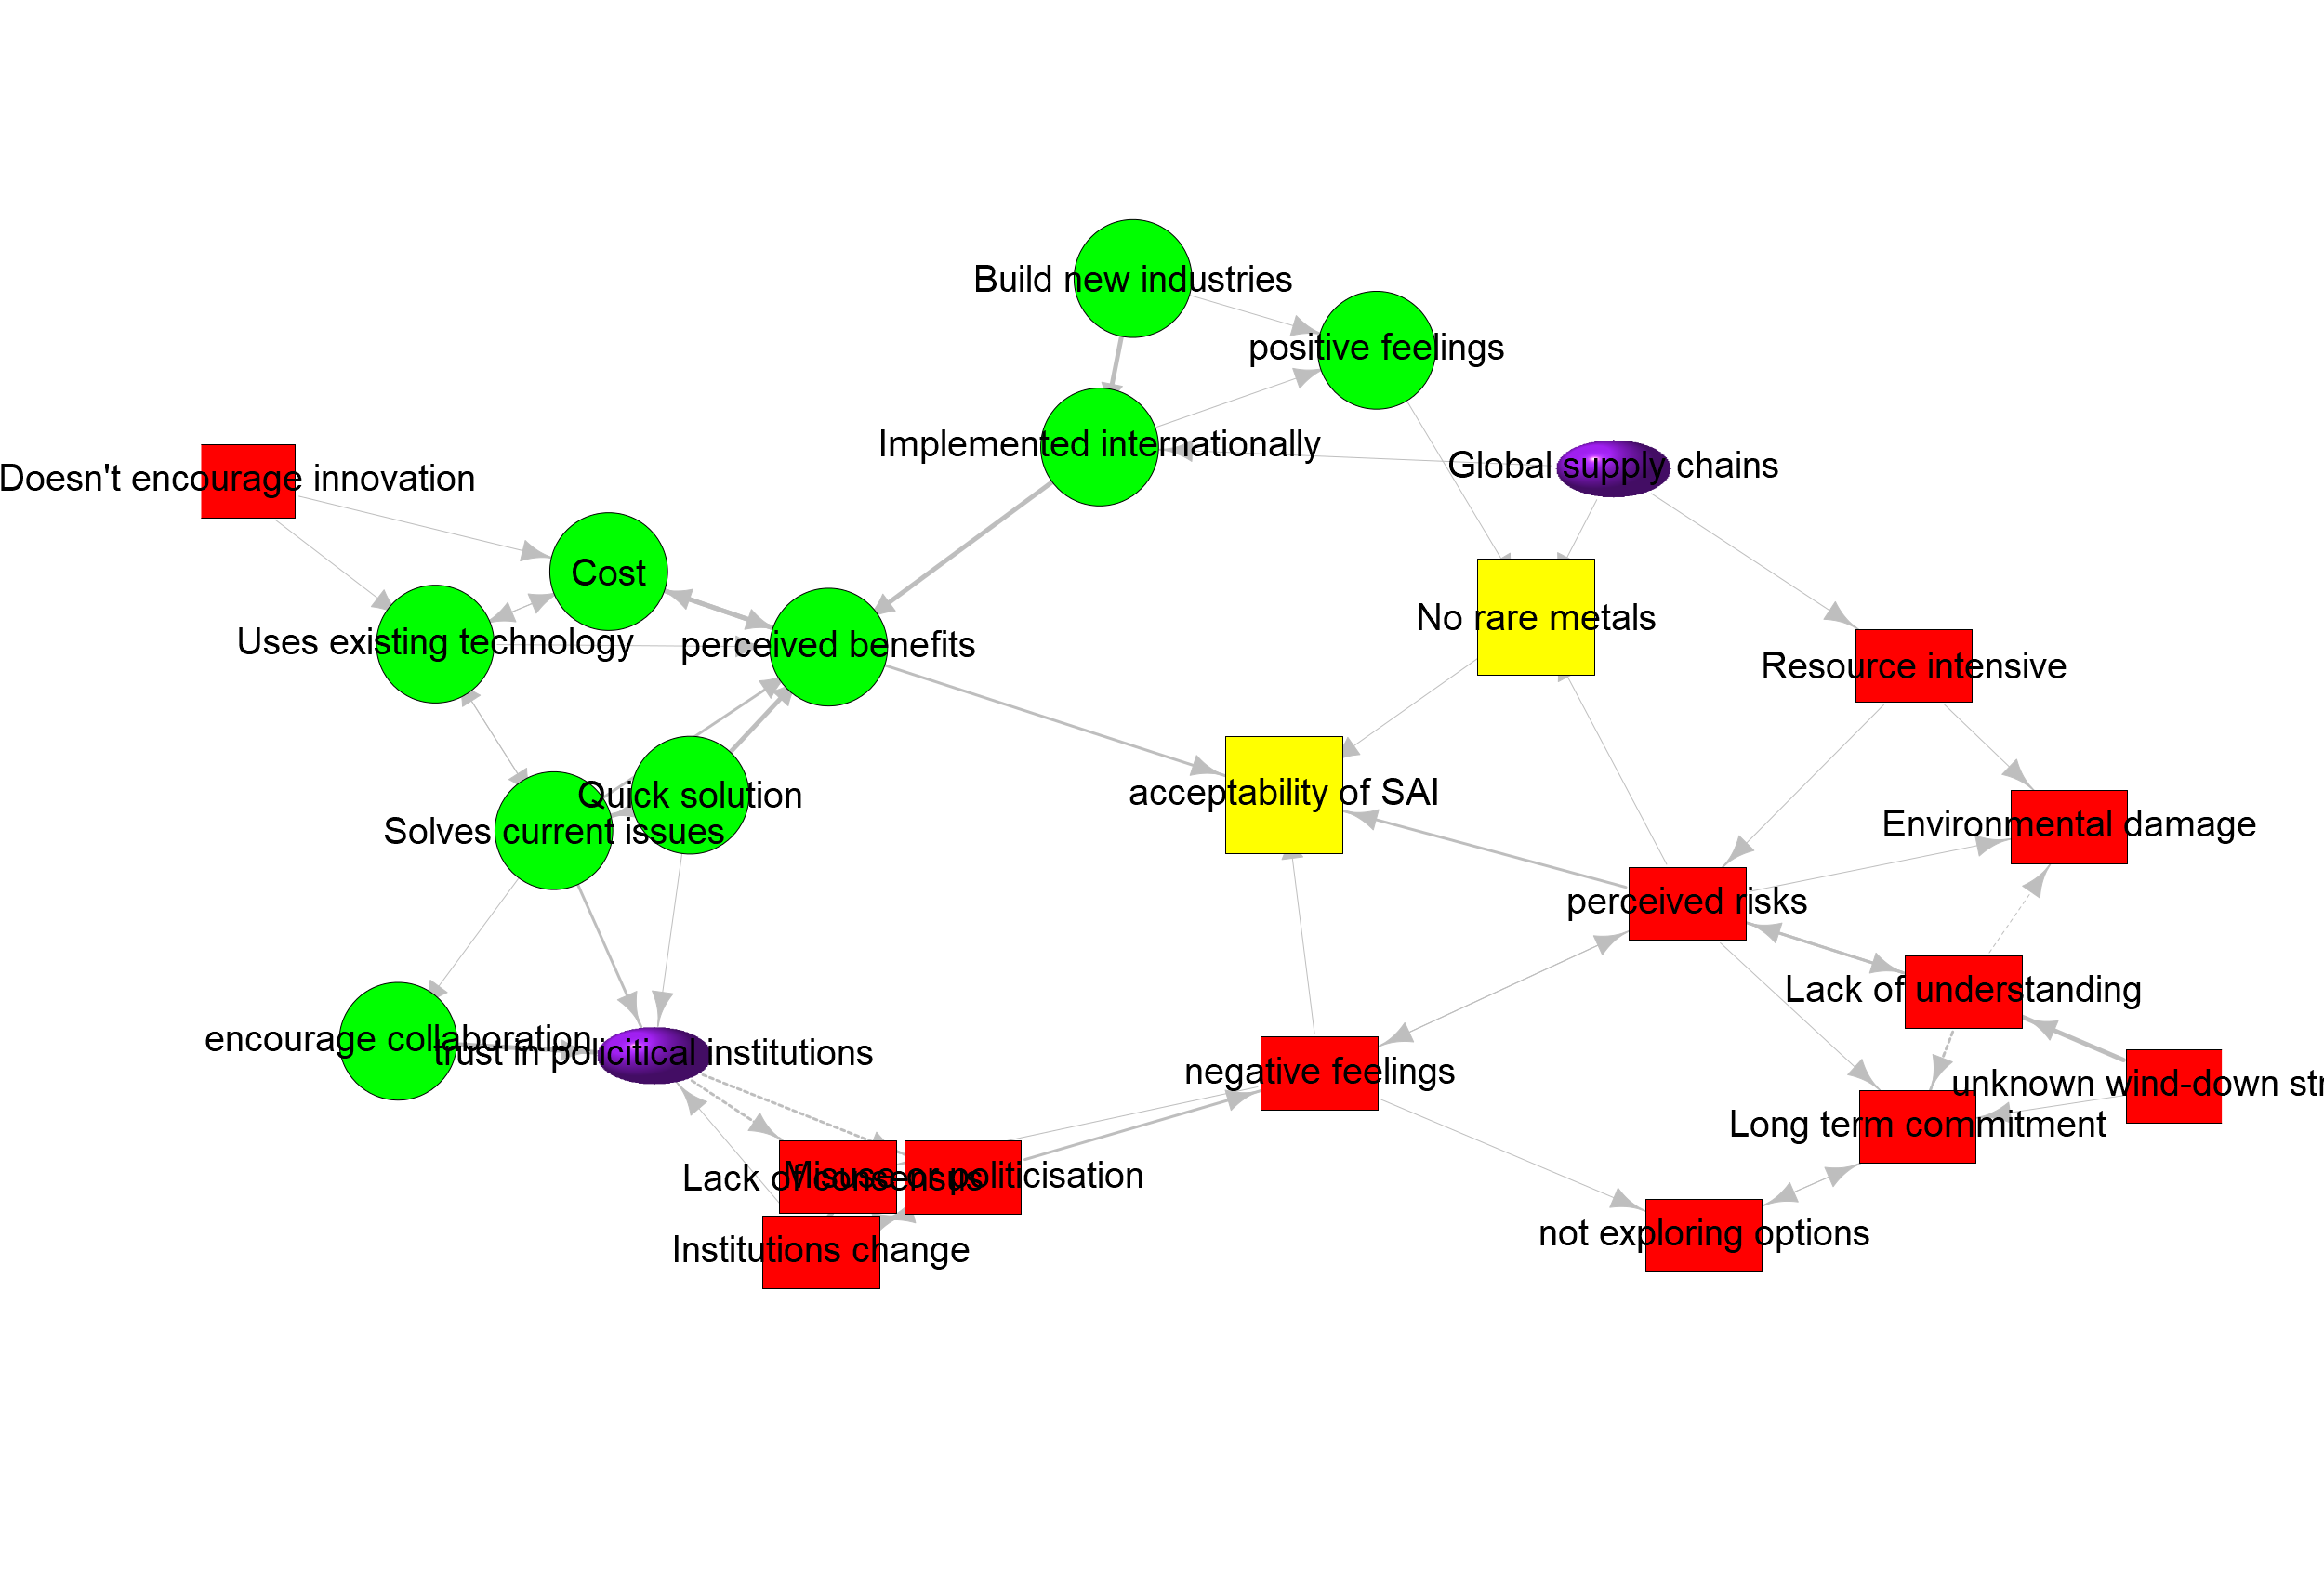 Build new industries
positive feelings
Implemented internationally
Global supply chains
Doesn't encourage innovation
Cost
No rare metals
Uses existing technology
perceived benefits
Resource intensive
Quick solution
acceptability of SAI
Solves current issues
Environmental damage
perceived risks
Lack of understanding
encourage collaboration
trust in policitical institutions
negative feelings
unknown wind-down str
Long term commitment
Lack of consensus
Misuse or politicisation
not exploring options
Institutions change